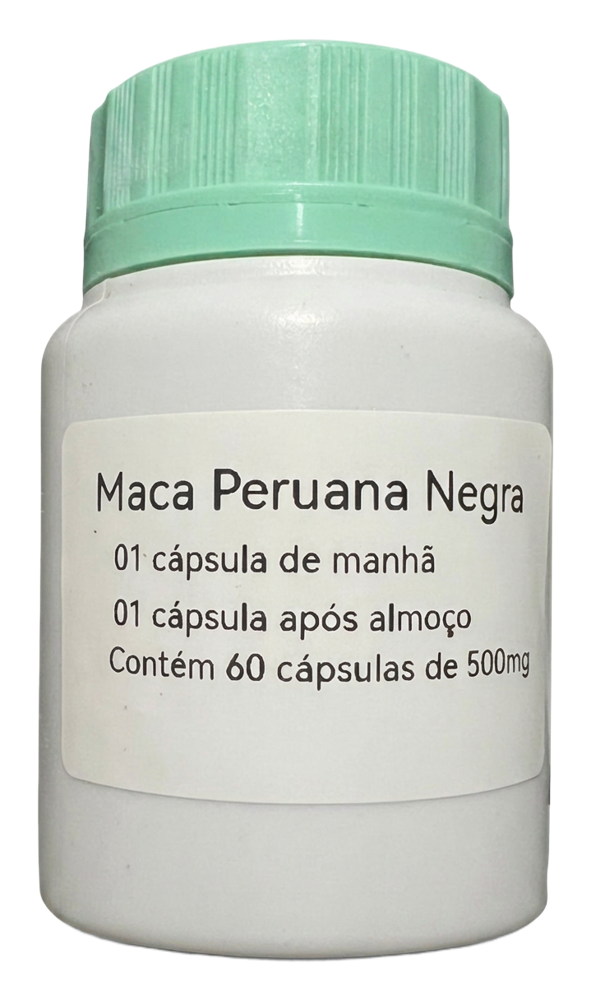 Maca Peruana Negra
01 cápsula de manhã
01 cápsula após almoço
Contém 60 cápsulas de 500mg